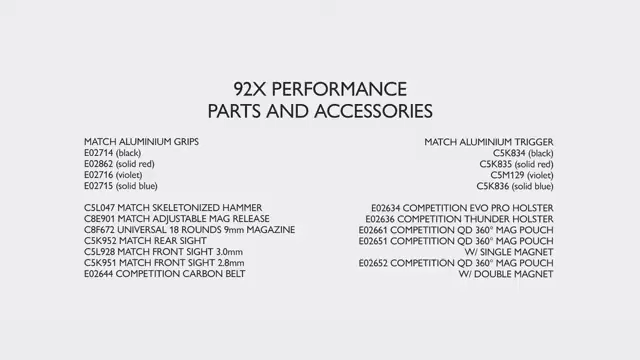 92X PERFORMANCE
PARTS AND ACCESSORIES
MATCH ALUMINIUM GRIPS
E02714 (black)
E02862 (solid red)
E02716 (violet)
E02715 (solid blue)
C5L047 MATCH SKELETONIZED HAMMER
C8E901 MATCH ADJUSTABLE MAG RELEASE
C8F672 UNIVERSAL 18 ROUNDS 9mm MAGAZINE
C5K952 MATCH REAR SIGHT
C5L928 MATCH FRONT SIGHT 3.0mm
C5K951 MATCH FRONT SIGHT 2.8mm
E02644 COMPETITION CARBON BELT
MATCH ALUMINIUM TRIGGER
C5K834 (black)
C5K835 (solid red)
C5M129 (violet)
C5K836 (solid blue)
E02634 COMPETITION EVO PRO HOLSTER
E02636 COMPETITION THUNDER HOLSTER
E02661 COMPETITION QD 360° MAG POUCH
E02651 COMPETITION QD 360° MAG POUCH
W/ SINGLE MAGNET
E02652 COMPETITION QD 360° MAG POUCH
W/ DOUBLE MAGNET